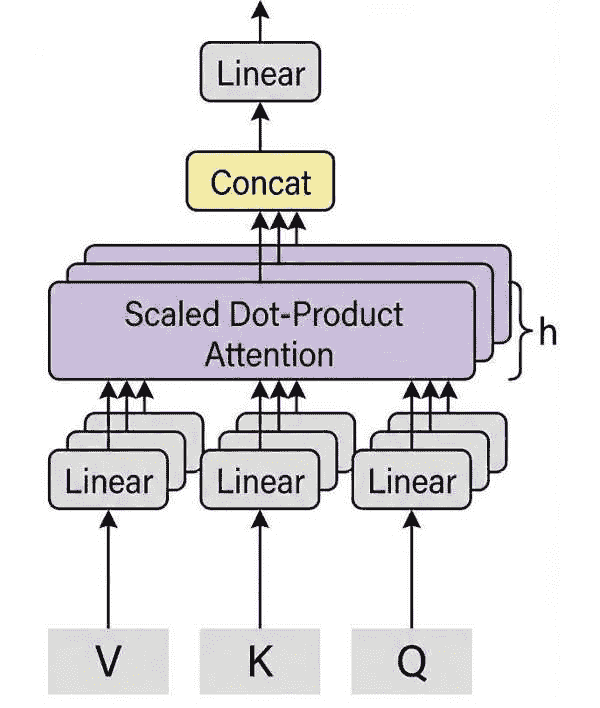 Linear
Concat
Scaled Dot-Product
Attention
h
Linear
Linear
Linear
V
K
Q